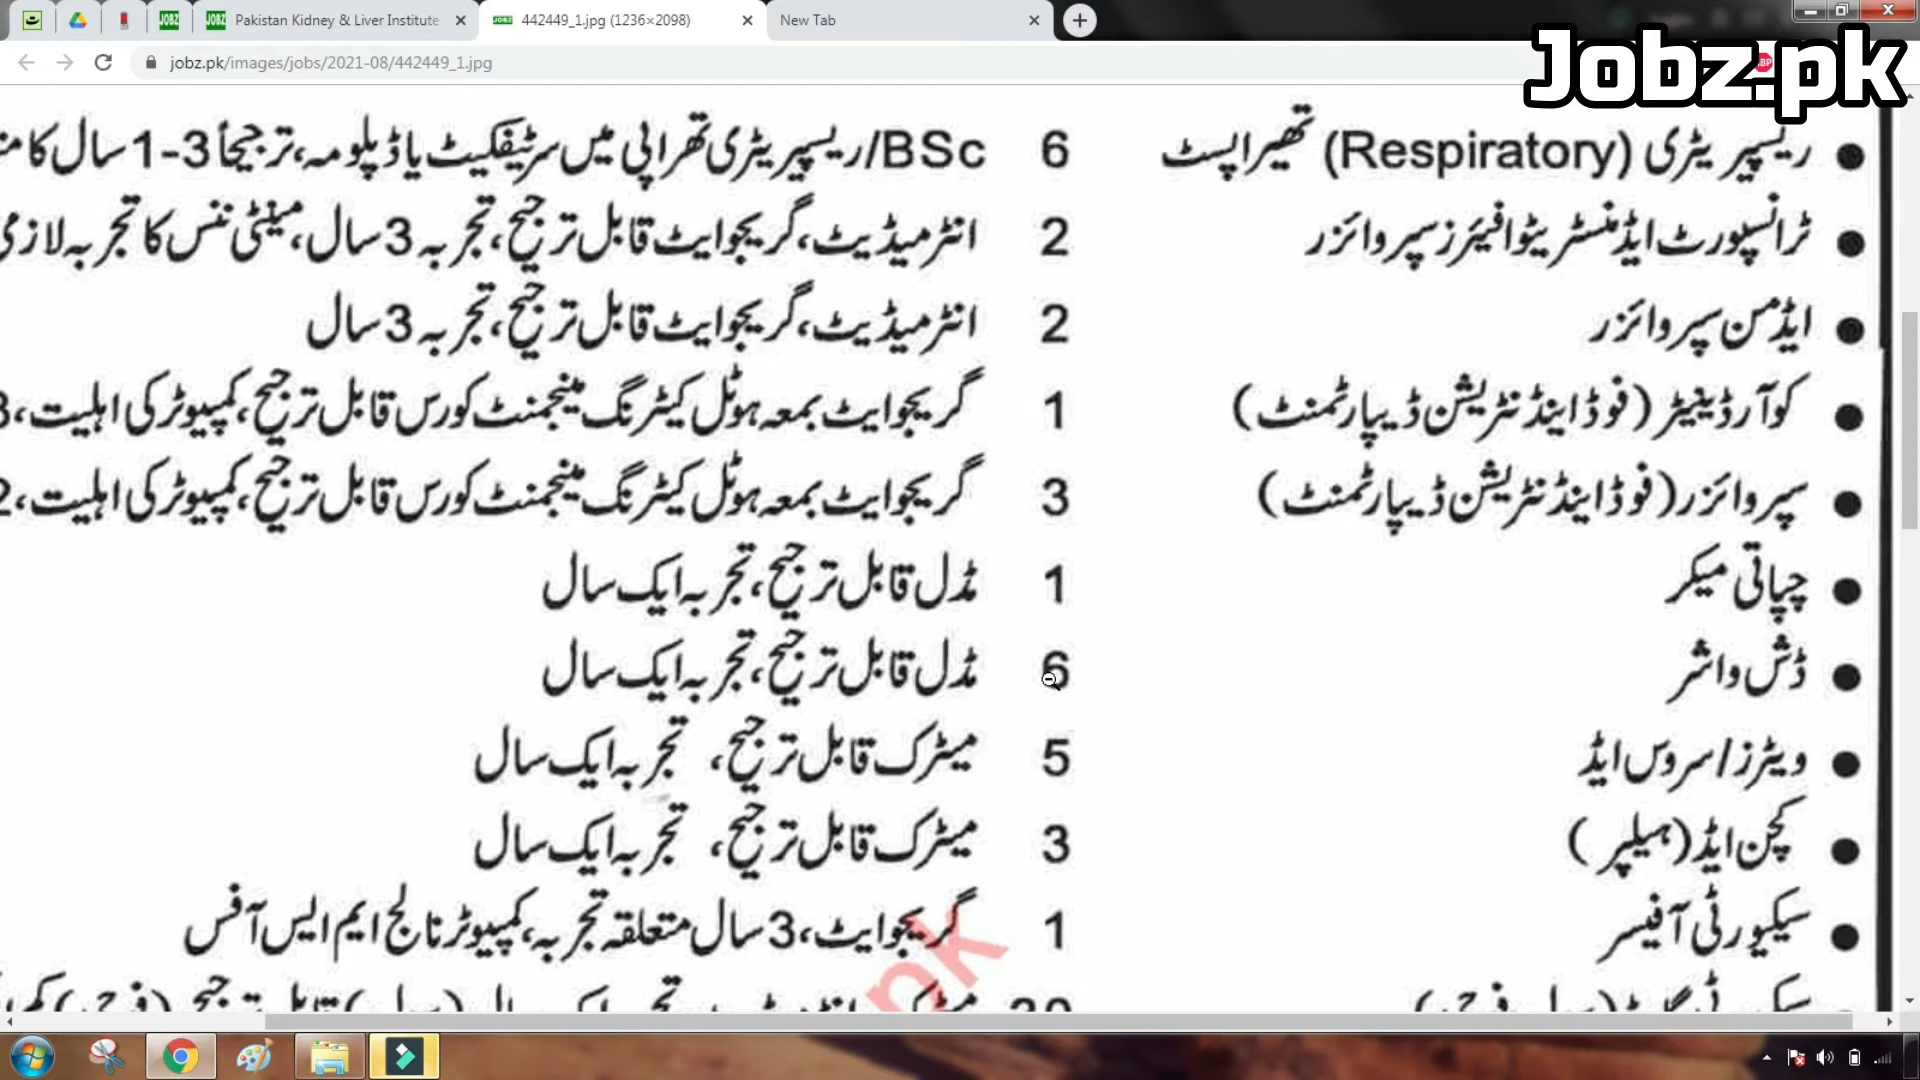 Pakistan Kidney & Liver Institute
442449_1.jpg (1236×2098)
New Tab
jobz.pk/images/jobs/2021-08/442449_1.jpg
Jobz.pk
ریسپیریٹری (Respiratory) تھیراپسٹ 6 BSc/ریسپیریٹری تھراپی میں سرٹیفکیٹ یا ڈپلومہ، ترجیحاً 3-1 سال کا
ٹرانسپورٹ ایڈمنسٹریٹو افیئرز سپروائزر 2 انٹرمیڈیٹ، گریجوایٹ قابل ترجیح، تجربہ 3 سال، مینٹی ننس کا تجربہ لازمی
ایڈمن سپروائزر 2 انٹرمیڈیٹ، گریجوایٹ قابل ترجیح، تجربہ 3 سال
کوآرڈینیٹر (فوڈ اینڈ نٹریشن ڈیپارٹمنٹ) 1 گریجوایٹ بمعہ ہوٹل کیٹرنگ مینجمنٹ کورس قابل ترجیح، کمپیوٹر کی اہلیت،
سپروائزر (فوڈ اینڈ نٹریشن ڈیپارٹمنٹ) 3 گریجوایٹ بمعہ ہوٹل کیٹرنگ مینجمنٹ کورس قابل ترجیح، کمپیوٹر کی اہلیت،
چپاتی میکر 1 مڈل قابل ترجیح، تجربہ ایک سال
ڈش واشر 6 مڈل قابل ترجیح، تجربہ ایک سال
ویٹرز/سروس ایڈ 5 میٹرک قابل ترجیح، تجربہ ایک سال
کچن ایڈ (ہیلپر) 3 میٹرک قابل ترجیح، تجربہ ایک سال
سیکیورٹی آفیسر 1 گریجوایٹ، 3 سال متعلقہ تجربہ، کمپیوٹر نالج ایم ایس آفس